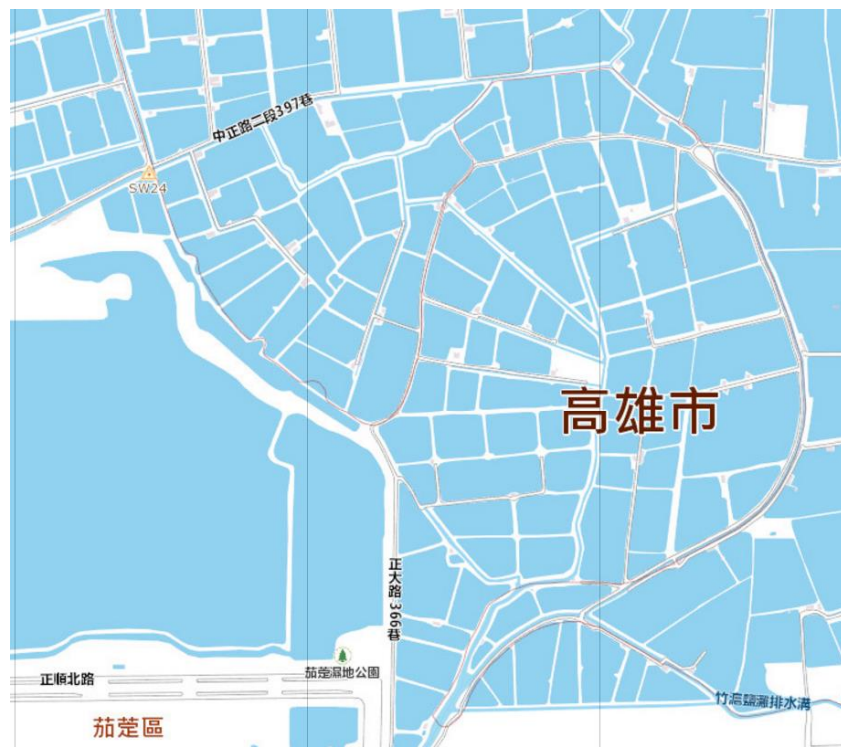 中正路二段397巷
SW24
高雄市
正大路366巷
茄萣濕地公園
正順北路
竹滬鹽灘排水溝
茄萣區